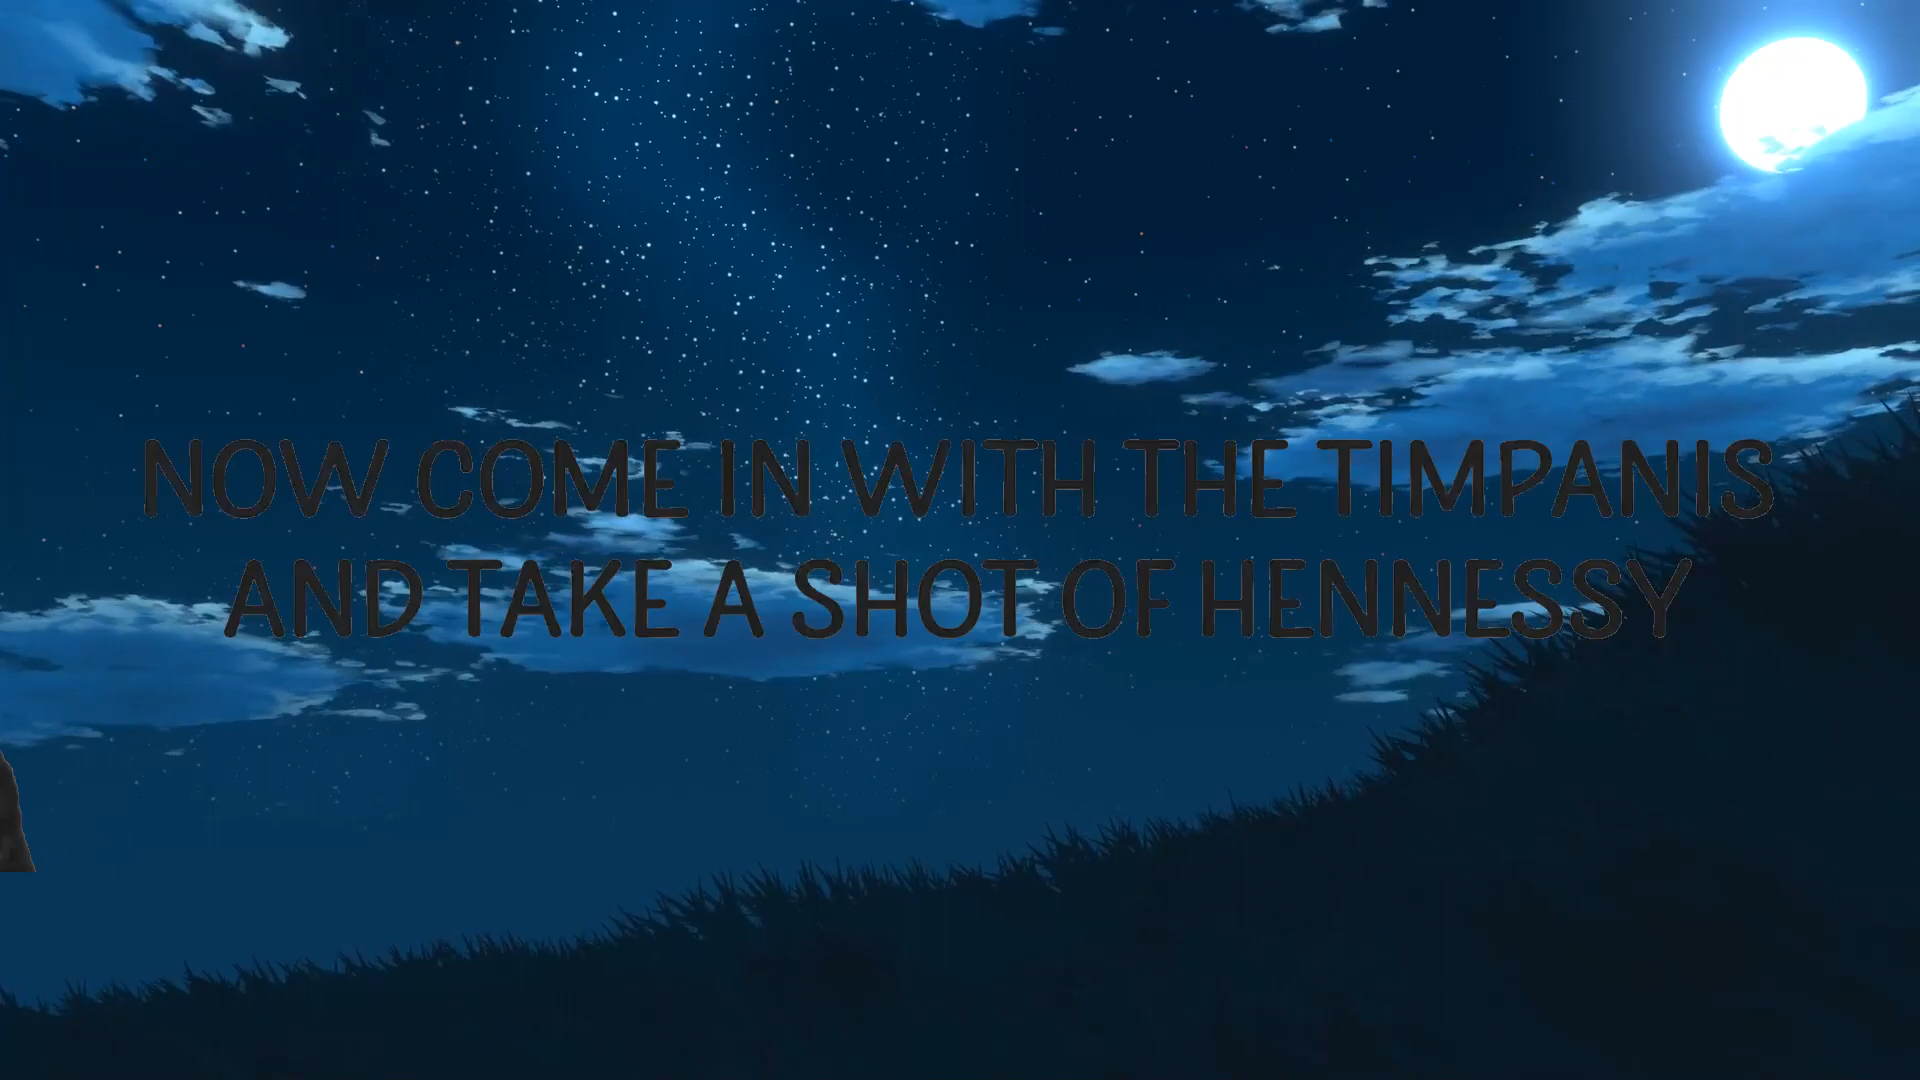 NOW COME IN WITH THE TIMPANIS
AND TAKE A SHOT OF HENNESSY